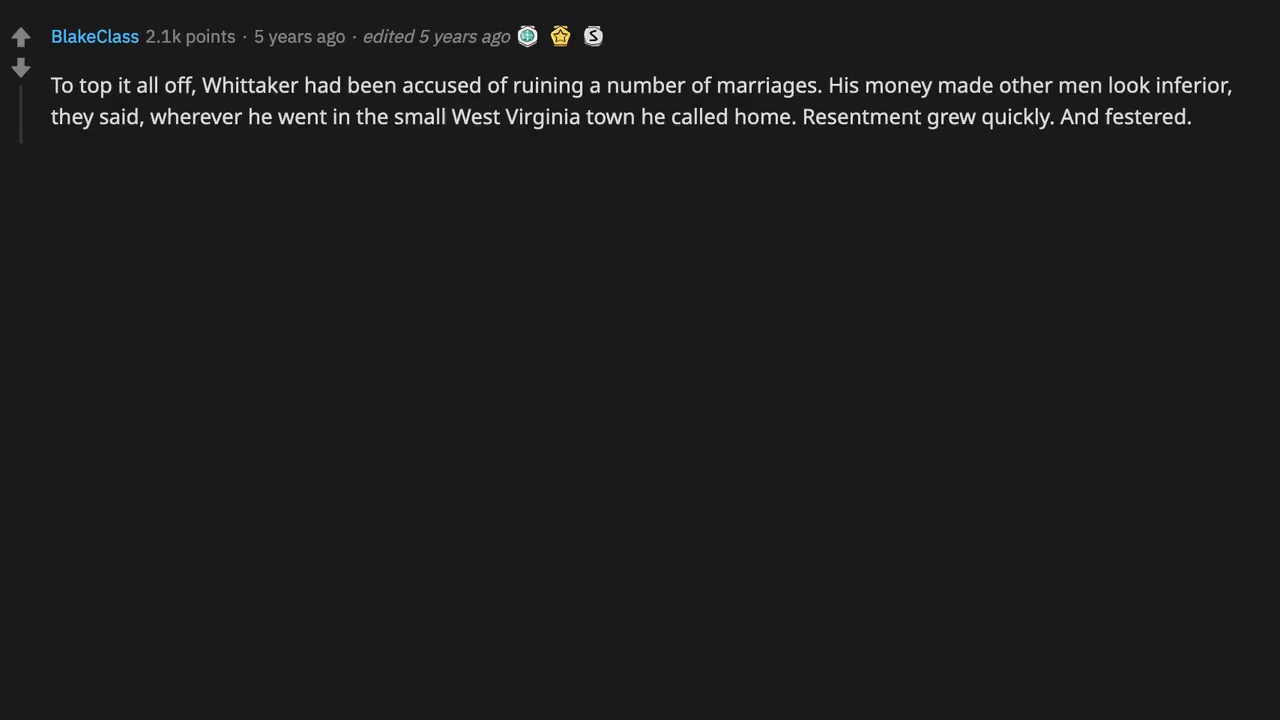 BlakeClass 2.1k points · 5 years ago · edited 5 years ago S
To top it all off, Whittaker had been accused of ruining a number of marriages. His money made other men look inferior,
they said, wherever he went in the small West Virginia town he called home. Resentment grew quickly. And festered.